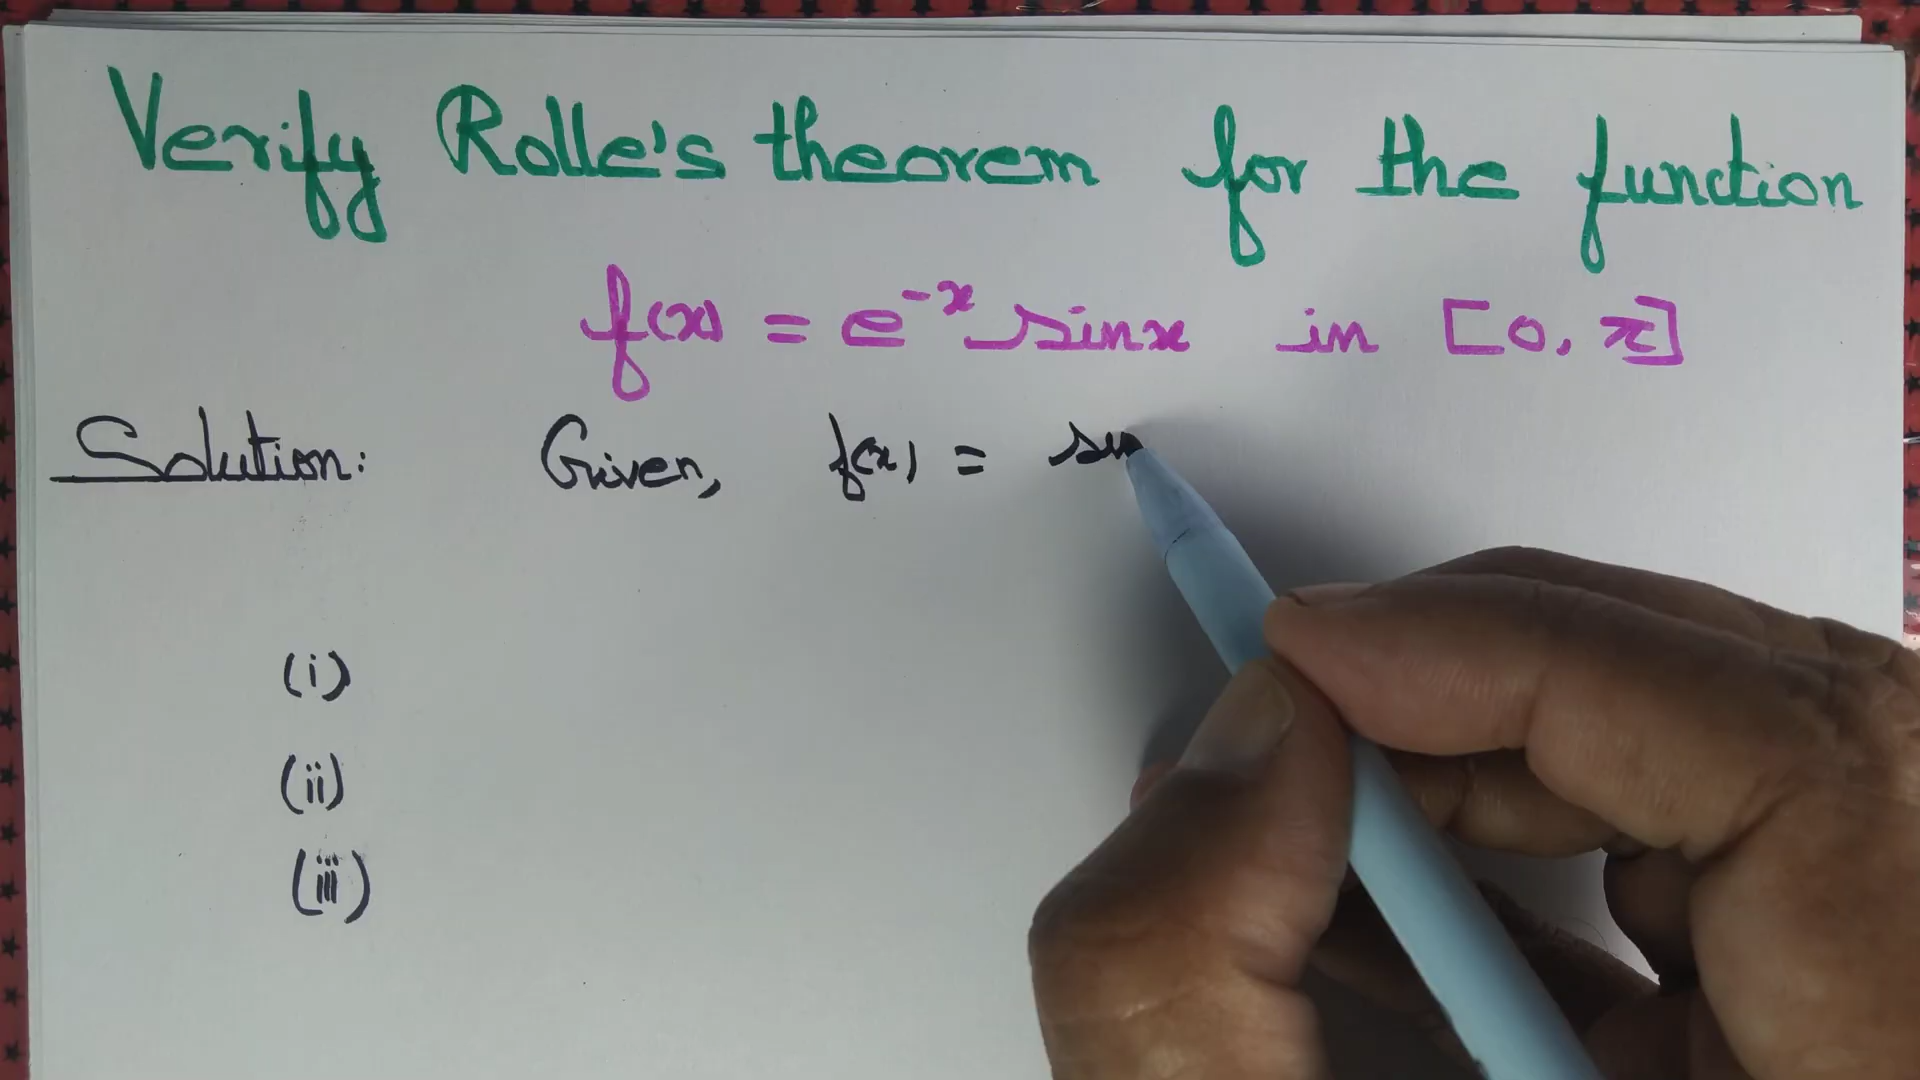 Verify Rolle's theorem for the function
f(x) = e^{-x} sinx in [0, π]
Solution: Given, f(x) =
(i)
(ii)
(iii)